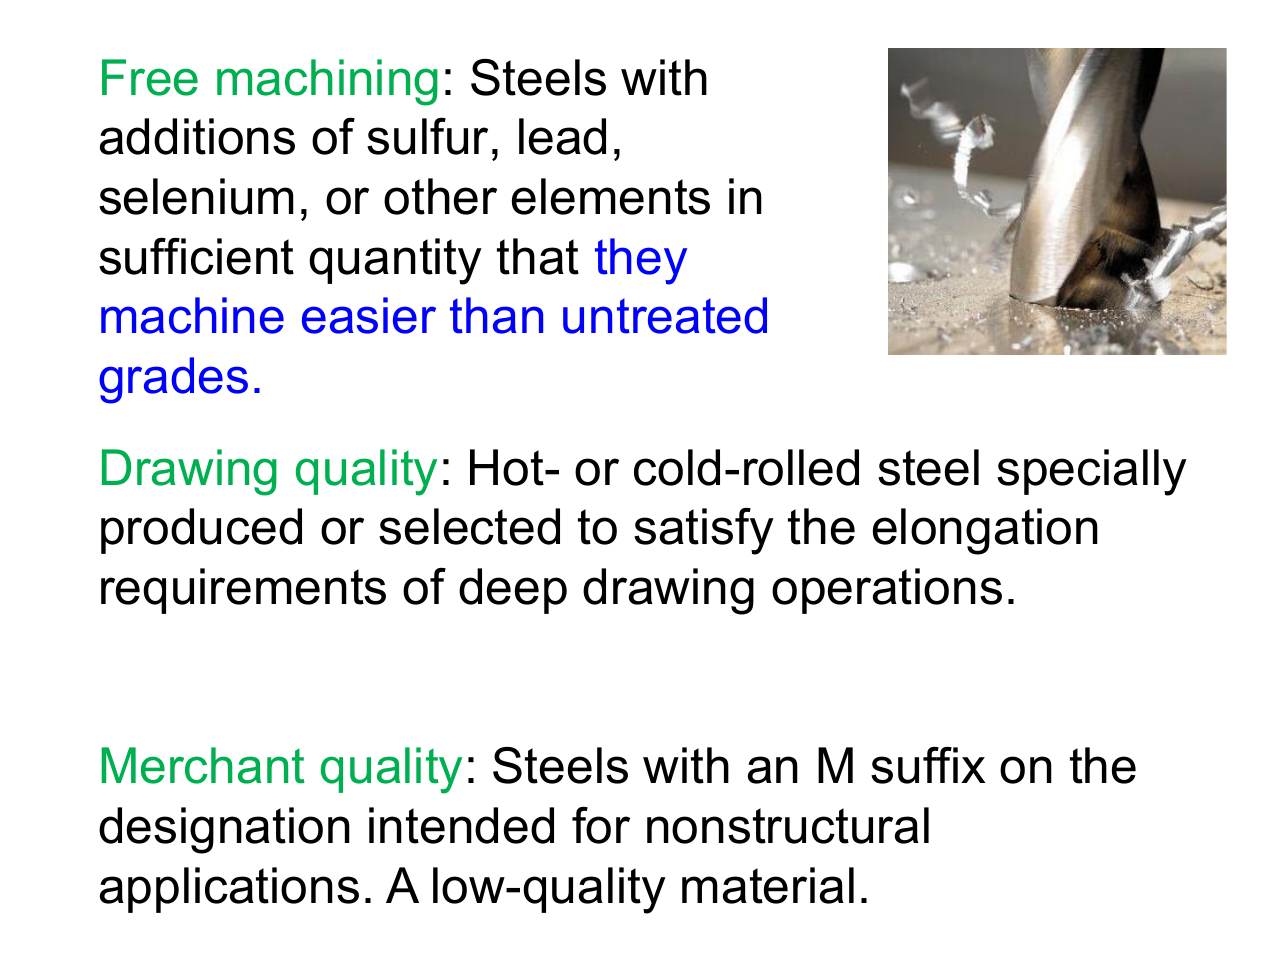 Free machining: Steels with
additions of sulfur, lead,
selenium, or other elements in
sufficient quantity that they
machine easier than untreated
grades.
Drawing quality: Hot- or cold-rolled steel specially
produced or selected to satisfy the elongation
requirements of deep drawing operations.
Merchant quality: Steels with an M suffix on the
designation intended for nonstructural
applications. A low-quality material.